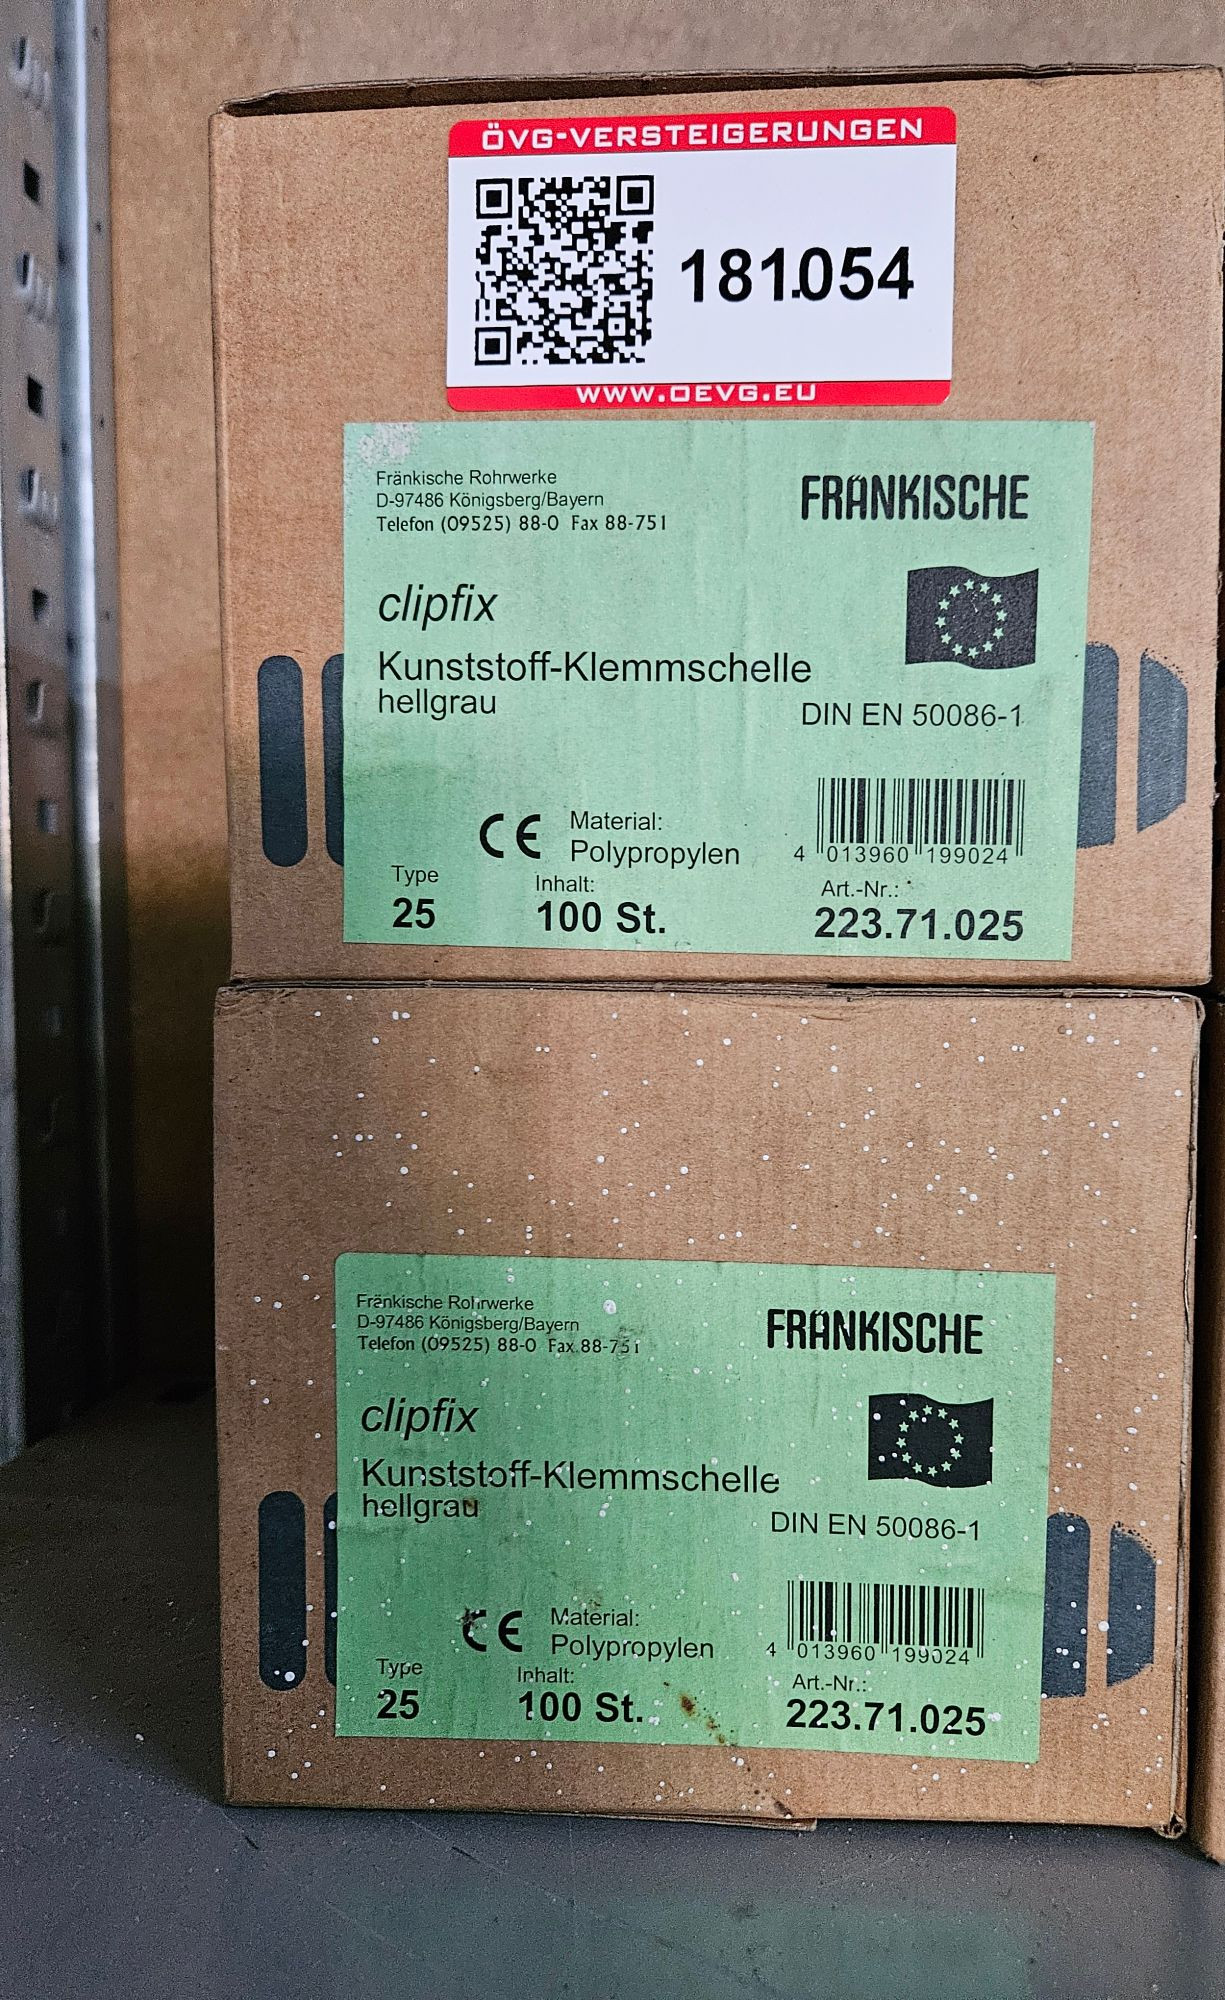 ÖVG-VERSTEIGERUNGEN
181.054
WWW.OEVG.EU
Fränkische Rohrwerke
D-97486 Königsberg/Bayern
Telefon (09525) 88-0 Fax 88-751
FRÄNKISCHE
clipfix
Kunststoff-Klemmschelle
hellgrau
DIN EN 50086-1
CE
Material:
Polypropylen
4 013960 199024
Type
25
Inhalt:
100 St.
Art.-Nr.:
223.71.025
Fränkische Rohrwerke
D-97486 Königsberg/Bayern
Telefon (09525) 88-0 Fax 88-751
FRÄNKISCHE
clipfix
Kunststoff-Klemmschelle
hellgrau
DIN EN 50086-1
CE
Material:
Polypropylen
4 013960 199024
Type
25
Inhalt:
100 St.
Art.-Nr.:
223.71.025